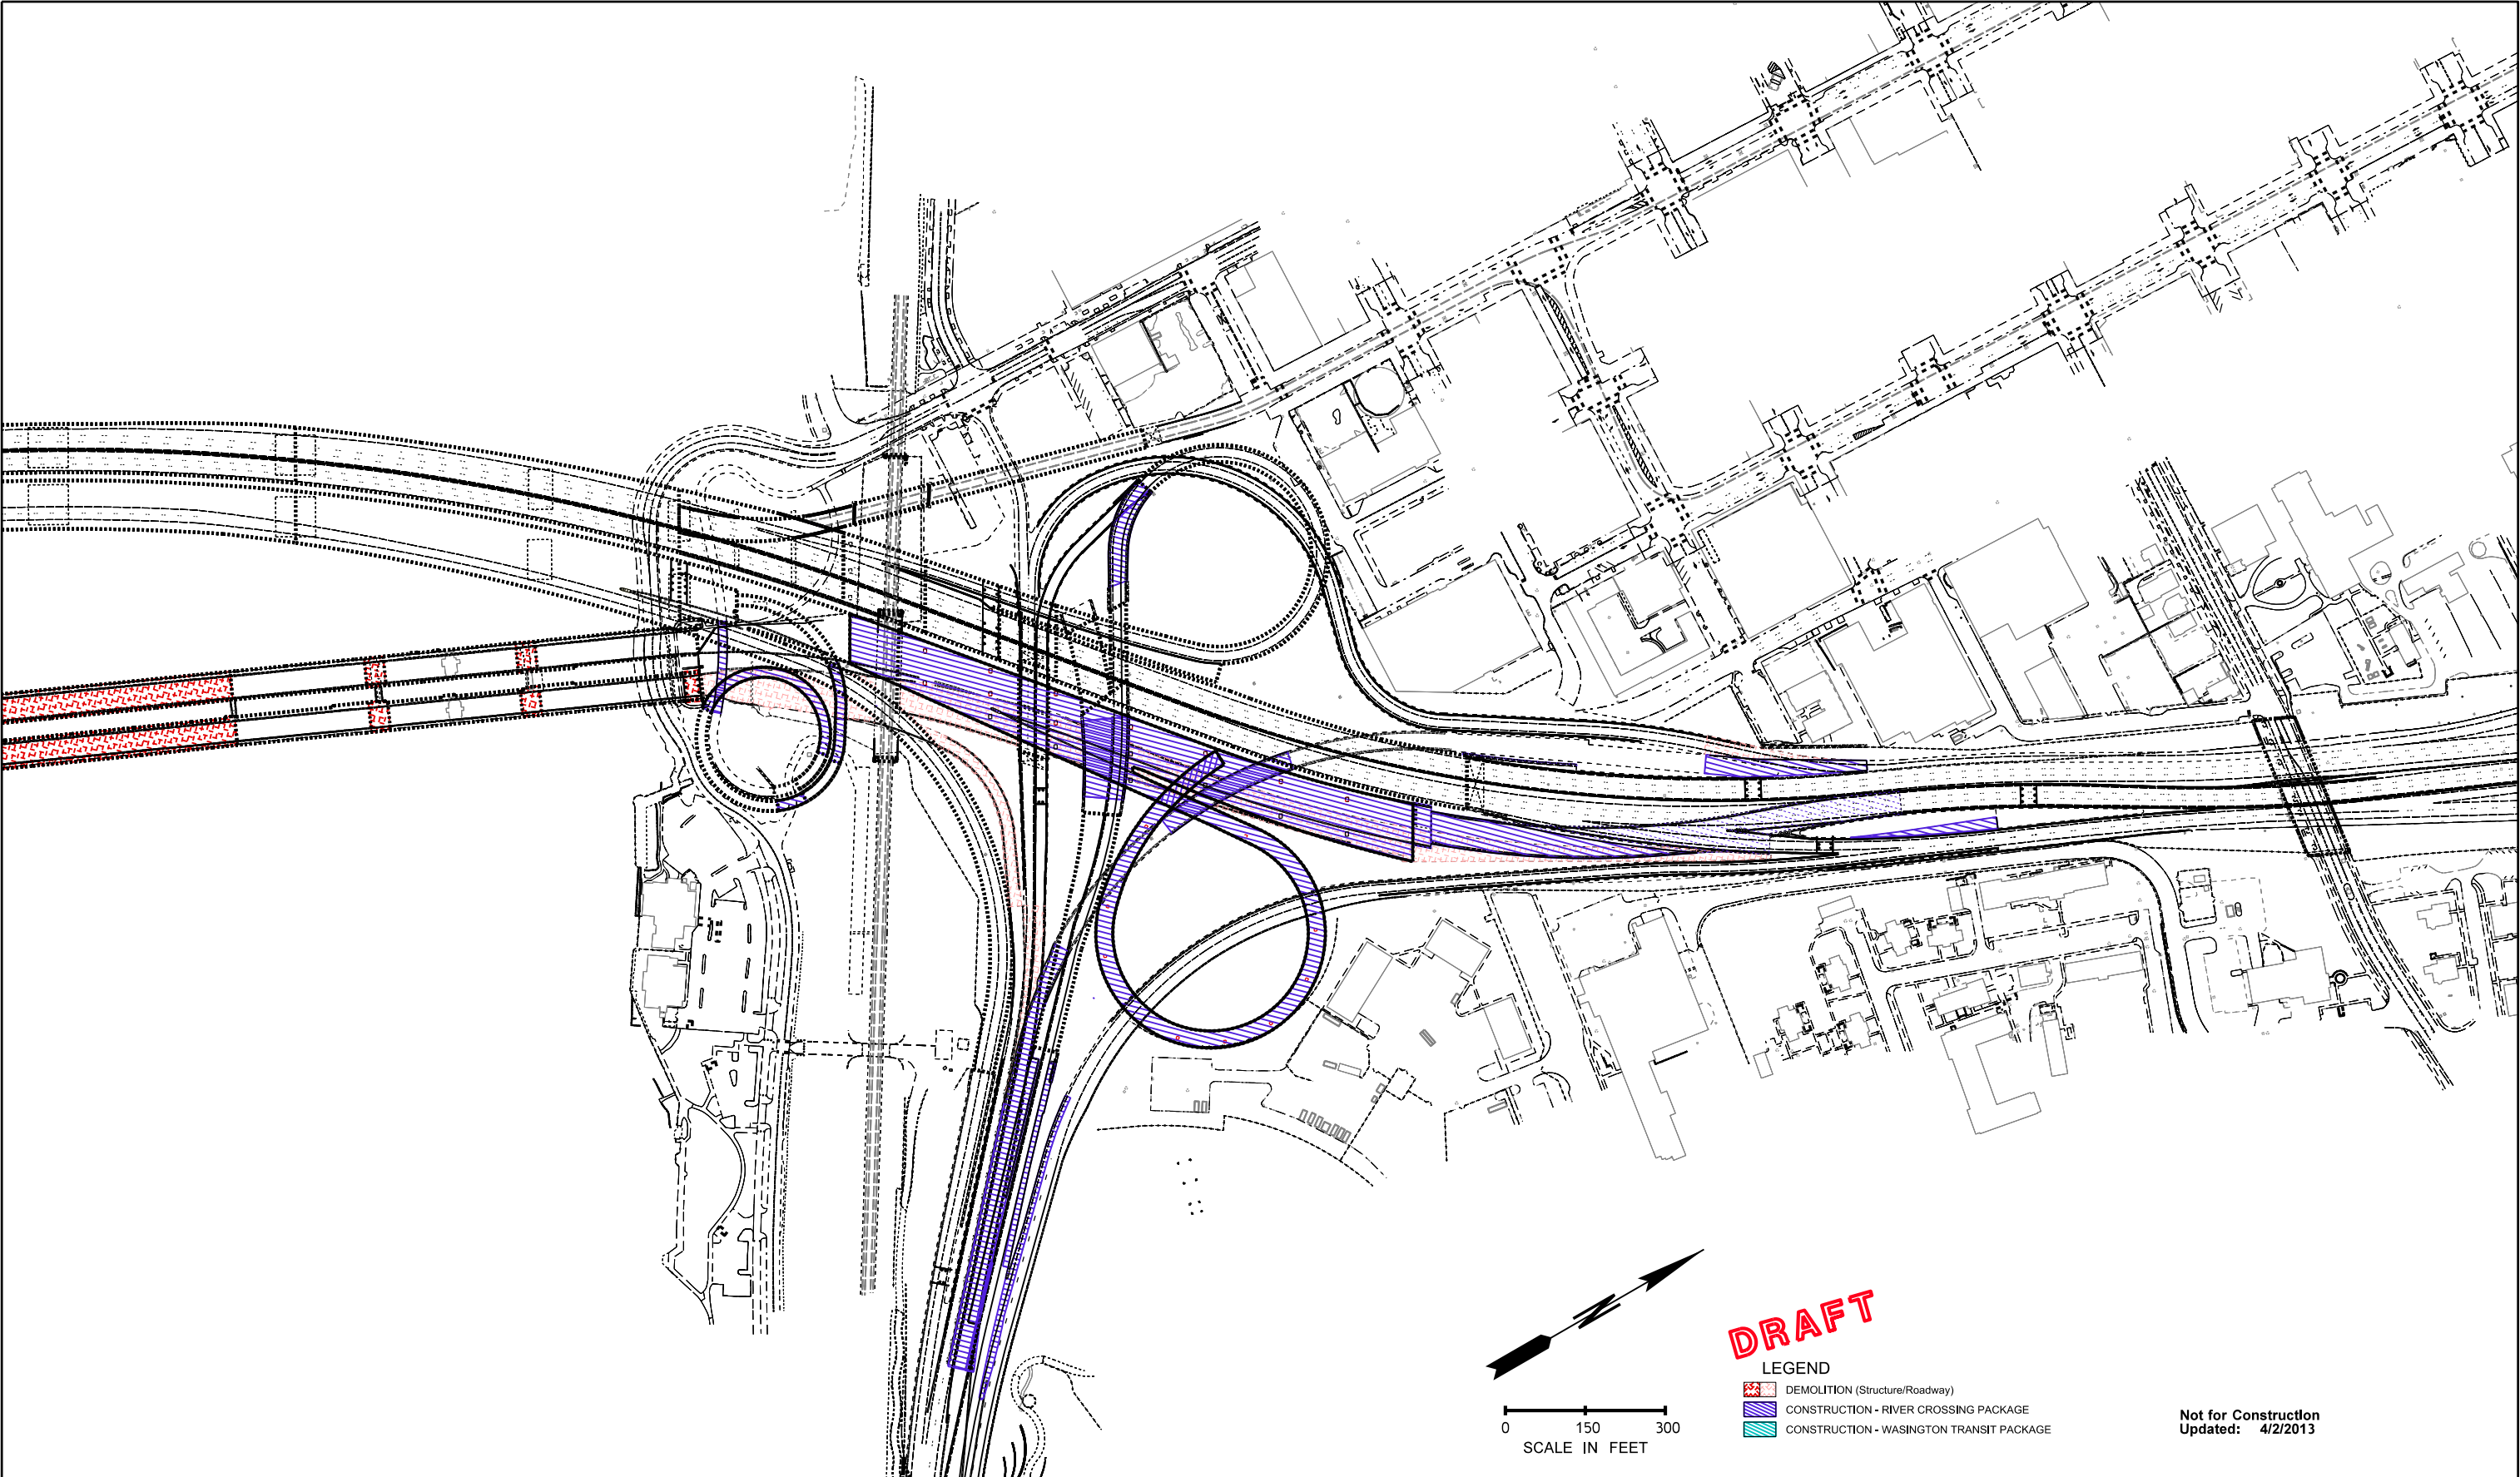 N
DRAFT
LEGEND
DEMOLITION (Structure/Roadway)
CONSTRUCTION - RIVER CROSSING PACKAGE
CONSTRUCTION - WASINGTON TRANSIT PACKAGE
0 150 300
SCALE IN FEET
Not for Construction
Updated: 4/2/2013